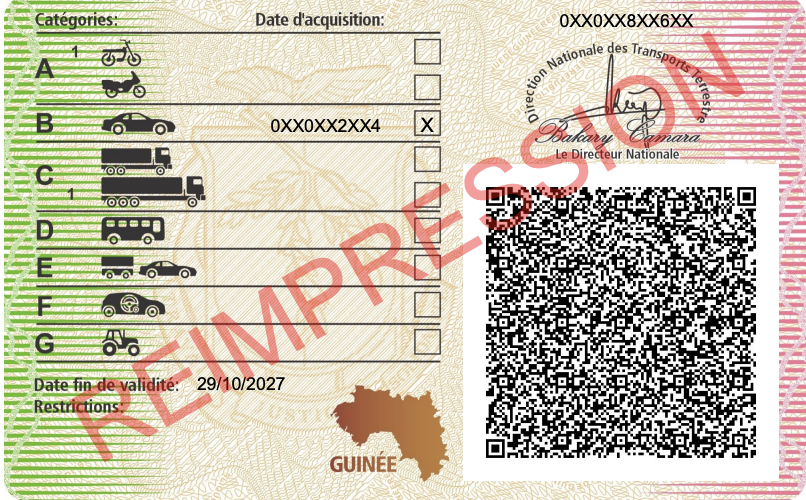 Catégories: Date d'acquisition: 0XX0XX8XX6XX
A 1
B 0XX0XX2XX4 X
C
1
D
E
F
G
Direction Nationale des Transports Terrestre
Bakary Camara
Le Directeur Nationale
REIMPRESSION
Date fin de validité: 29/10/2027
Restrictions:
GUINÉE